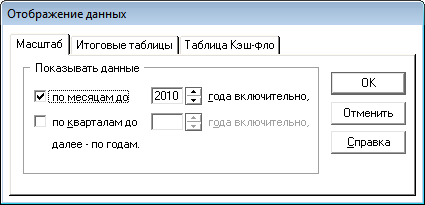 Отображение данных
Масштаб Итоговые таблицы Таблица Кэш-фло
Показывать данные
по месяцам до 2010 года включительно,
по кварталам до года включительно,
далее - по годам.
OK
Отменить
Справка